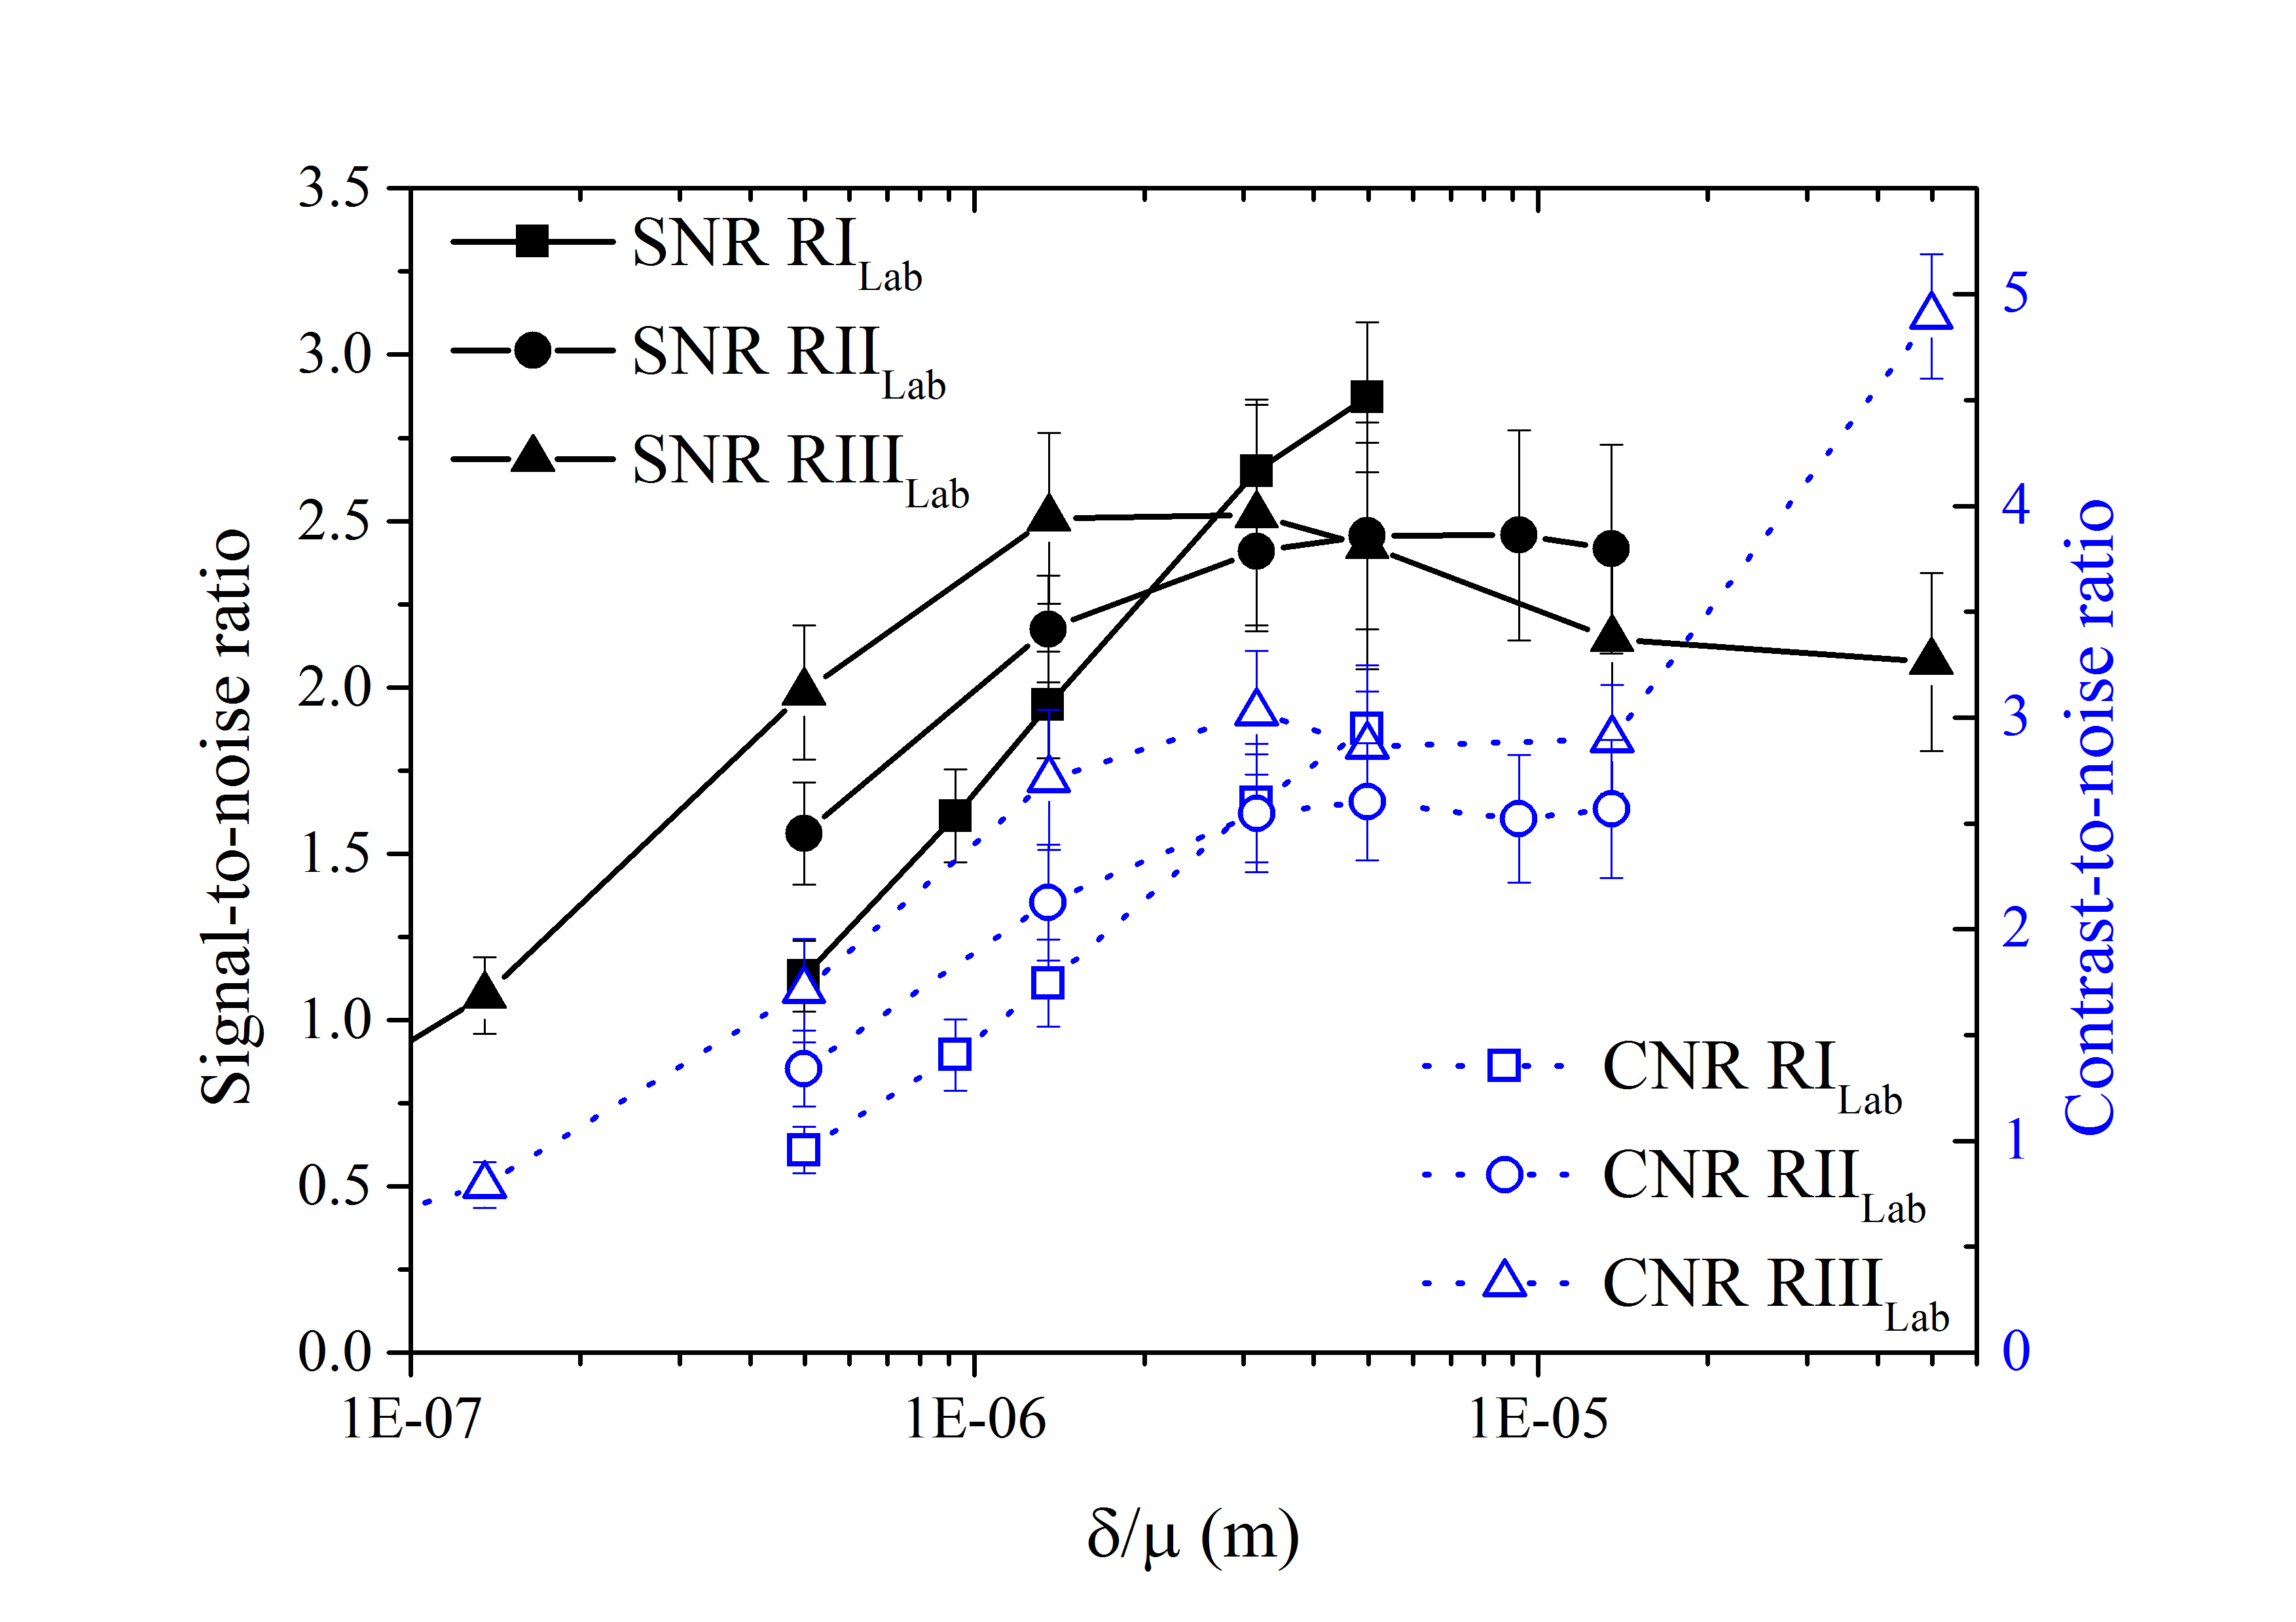 3.5
3.0
2.5
2.0
1.5
1.0
0.5
0.0
Signal-to-noise ratio
SNR RI_Lab
SNR RII_Lab
SNR RIII_Lab
5
4
3
2
1
0
Contrast-to-noise ratio
CNR RI_Lab
CNR RII_Lab
CNR RIII_Lab
1E-07 1E-06 1E-05
δ/μ (m)